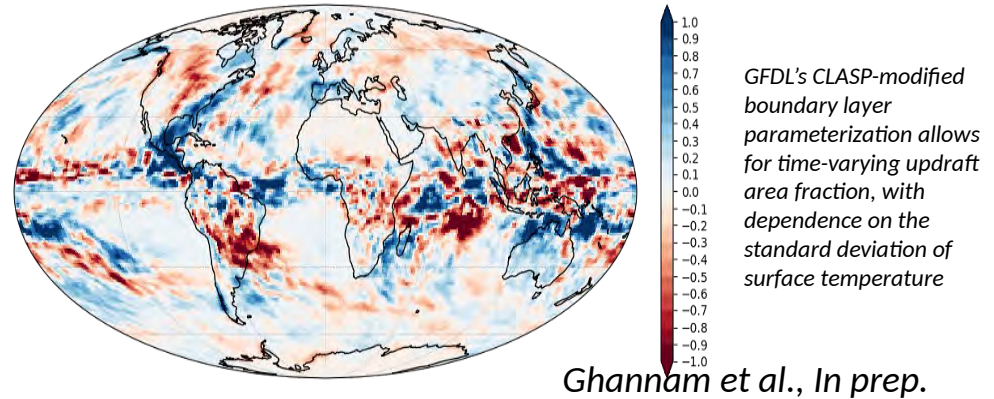 1.0
0.9
0.8
0.7
0.6
0.5
0.4
0.3
0.2
0.1
0.0
−0.1
−0.2
−0.3
−0.4
−0.5
−0.6
−0.7
−0.8
−0.9
−1.0
GFDL's CLASP-modified
boundary layer
parameterization allows
for time-varying updraft
area fraction, with
dependence on the
standard deviation of
surface temperature
Ghannam et al., In prep.